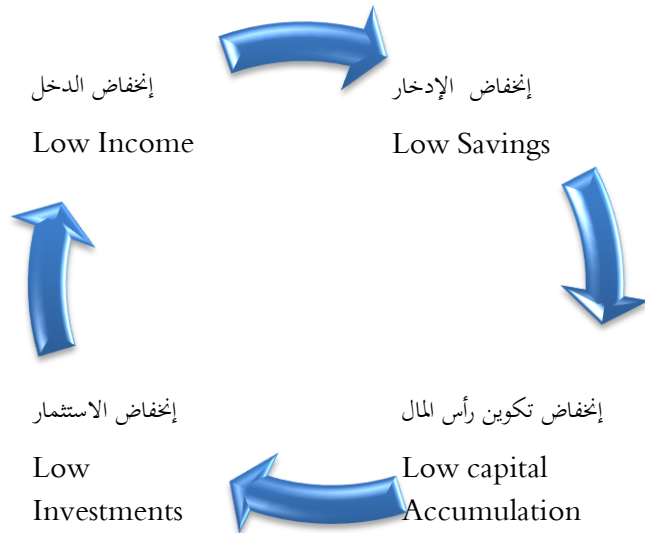 إنخفاض الدخل
Low Income
إنخفاض الإدخار
Low Savings
إنخفاض تكوين رأس المال
Low capital
Accumulation
إنخفاض الاستثمار
Low
Investments